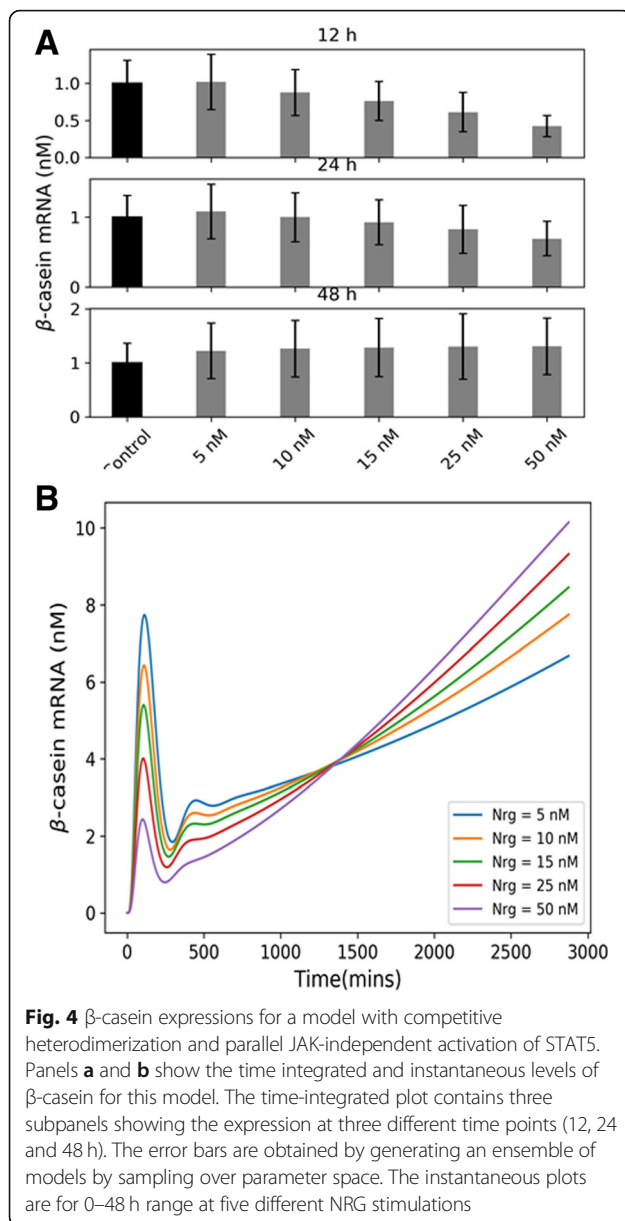 A
12 h
1.0
0.5
0.0
24 h
1
0
48 h
2
1
0
β-casein mRNA (nM)
5 nM
10 nM
15 nM
25 nM
50 nM
B
10
8
6
4
2
0
β-casein mRNA (nM)
Nrg = 5 nM
Nrg = 10 nM
Nrg = 15 nM
Nrg = 25 nM
Nrg = 50 nM
0 500 1000 1500 2000 2500 3000
Time(mins)
Fig. 4 β-casein expressions for a model with competitive
heterodimerization and parallel JAK-independent activation of STAT5.
Panels a and b show the time integrated and instantaneous levels of
β-casein for this model. The time-integrated plot contains three
subpanels showing the expression at three different time points (12, 24
and 48 h). The error bars are obtained by generating an ensemble of
models by sampling over parameter space. The instantaneous plots
are for 0–48 h range at five different NRG stimulations